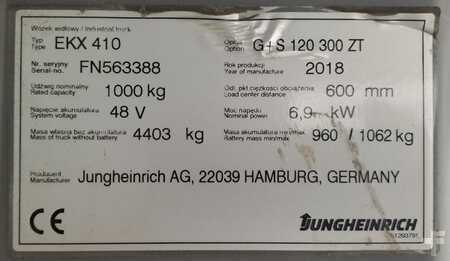 Wózek widłowy / Industrial truck
Typ
Type EKX 410
Opcja
Option G+S 120 300 ZT
Nr. seryjny
Serial-no. FN563388
Rok produkcji
Year of manufacture 2018
Udźwig nominalny
Rated capacity 1000 kg
Odl. pkt ciężkości obciążenia
Load center distance 600 mm
Napięcie akumulatora
System voltage 48 V
Moc napędu
Nominal power 6,9 kW
Masa własna bez akumulatora
Mass of truck without battery 4403 kg
Masa akumulatora min/max
Battery mass min/max 960 / 1062 kg
Producent
Manufacturer Jungheinrich AG, 22039 HAMBURG, GERMANY
CE
JUNGHEINRICH